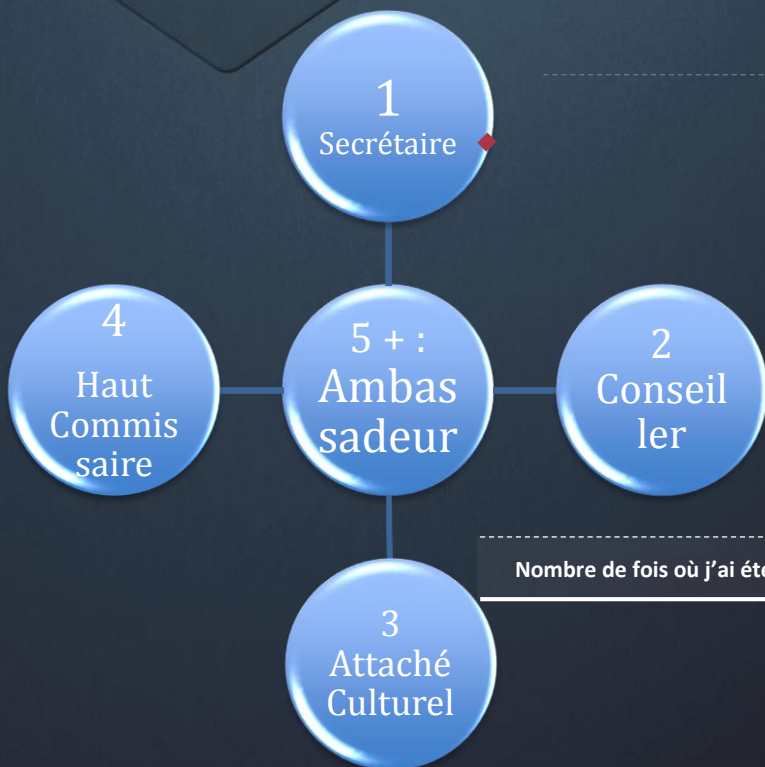 1
Secrétaire
4
Haut
Commis
saire
5 + :
Ambas
sadeur
2
Conseil
ler
Nombre de fois où j'ai été
3
Attaché
Culturel